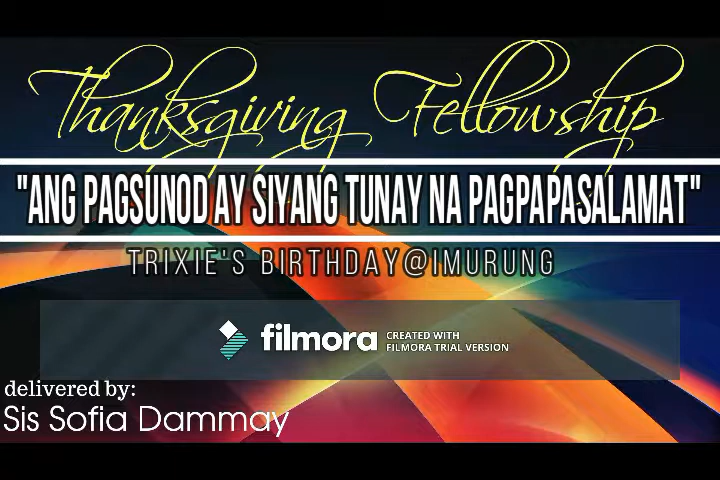 Thanksgiving Fellowship
"ANG PAGSUNOD AY SIYANG TUNAY NA PAGPAPASALAMAT"
TRIXIE'S BIRTHDAY@IMURUNG
filmora CREATED WITH
FILMORA TRIAL VERSION
delivered by:
Sis Sofia Dammay